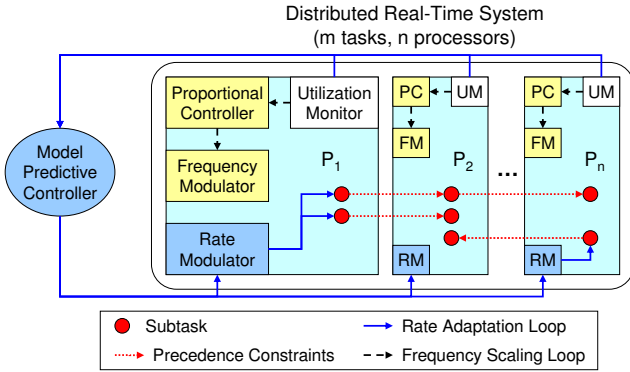 Distributed Real-Time System
(m tasks, n processors)
Proportional
Controller
Utilization
Monitor
PC
UM
PC
UM
Model
Predictive
Controller
Frequency
Modulator
FM
FM
P1
P2
...
Pn
Rate
Modulator
RM
RM
Subtask
Rate Adaptation Loop
Precedence Constraints
Frequency Scaling Loop